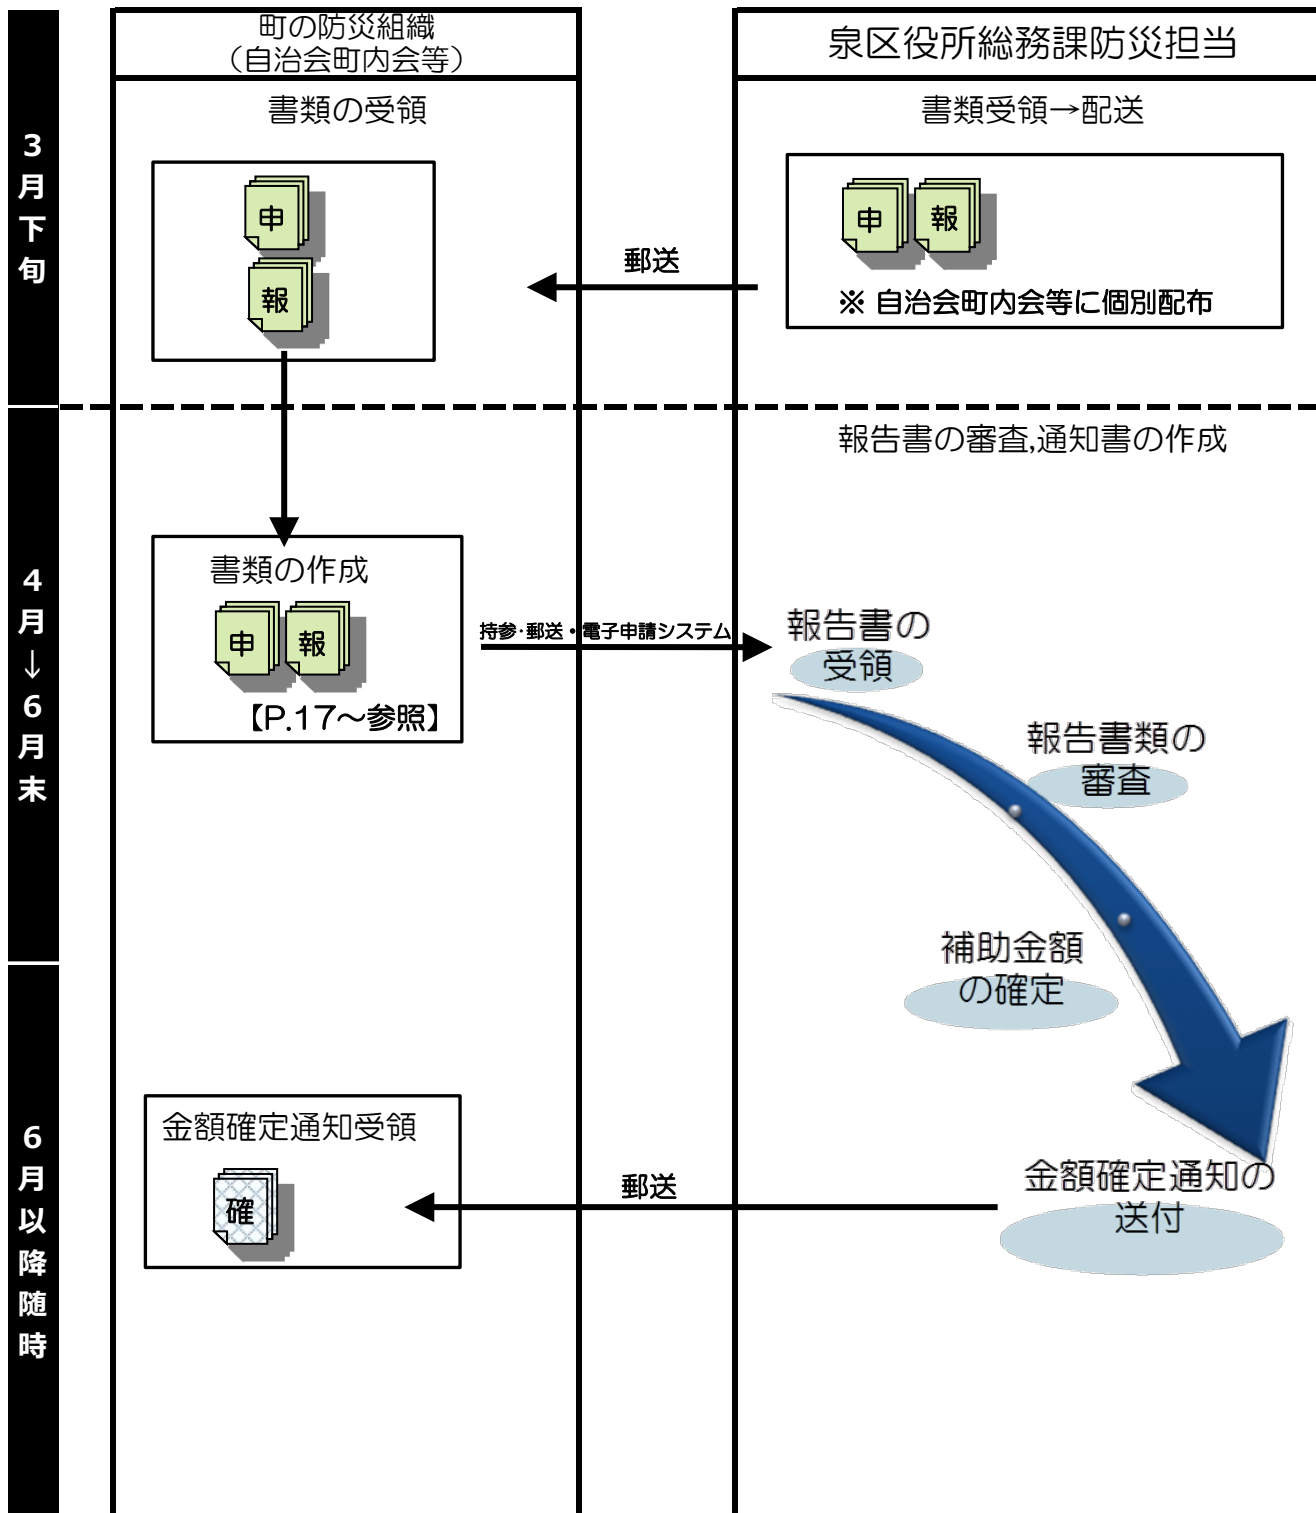 町の防災組織
（自治会町内会等）
泉区役所総務課防災担当
3月下旬
書類の受領
申
報
書類受領→配送
申
報
※ 自治会町内会等に個別配布
郵送
4月→6月末
報告書の審査,通知書の作成
書類の作成
申
報
【P.17～参照】
持参･郵送・電子申請システム
報告書の
受領
報告書類の
審査
補助金額
の確定
6月以降随時
金額確定通知受領
確
郵送
金額確定通知の
送付